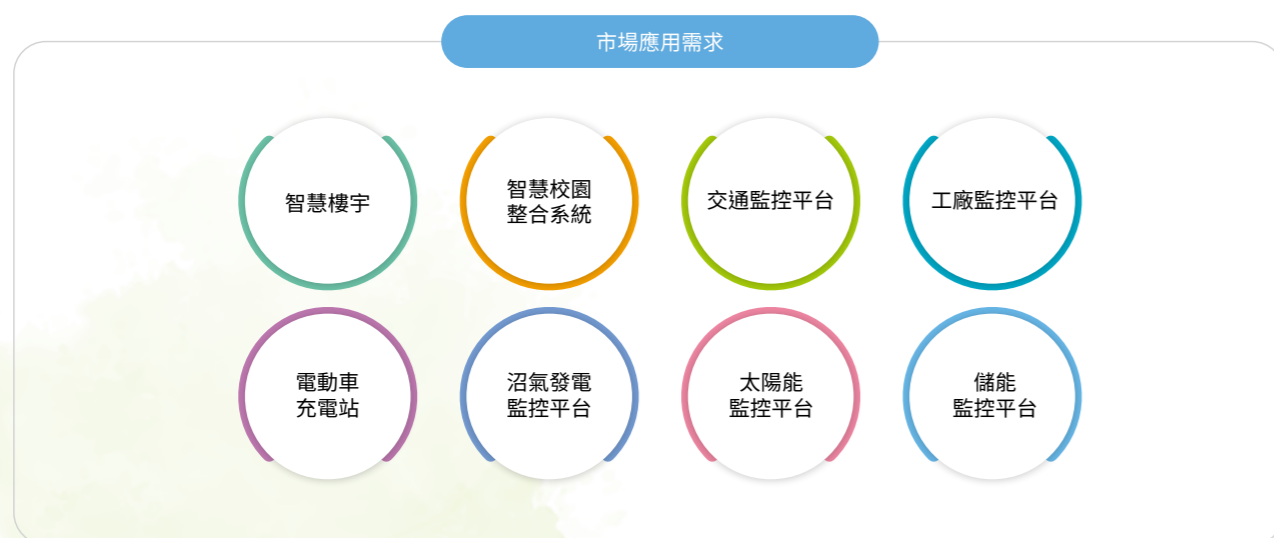 市場應用需求
智慧樓宇
智慧校園
整合系統
交通監控平台
工廠監控平台
電動車
充電站
沼氣發電
監控平台
太陽能
監控平台
儲能
監控平台